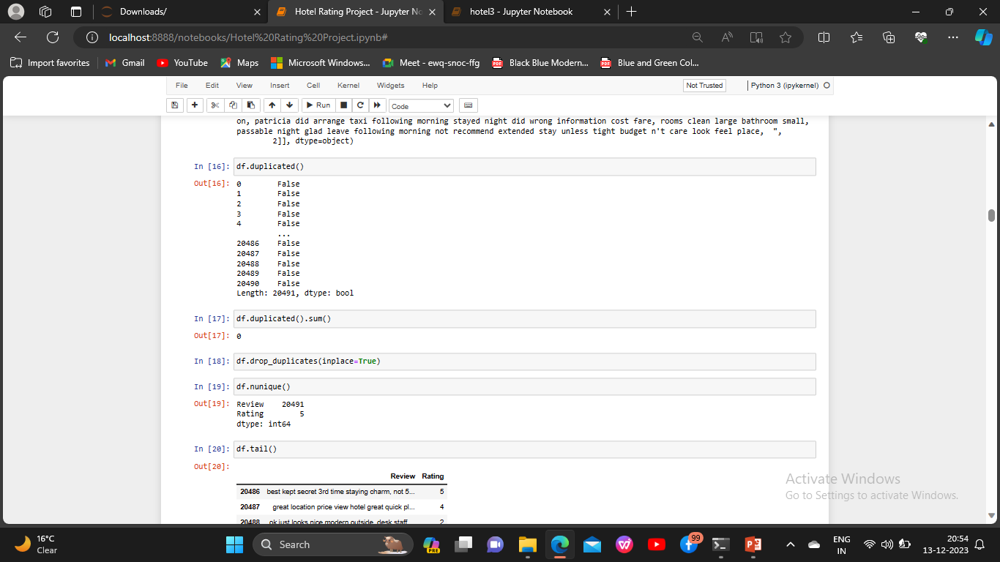 Downloads/
Hotel Rating Project - Jupyter No
hotel3 - Jupyter Notebook
localhost:8888/notebooks/Hotel%20Rating%20Project.ipynb#
Import favorites
Gmail
YouTube
Maps
Microsoft Windows...
Meet - ewq-snoc-ffg
PDF
Black Blue Modern...
PDF
Blue and Green Col...
File Edit View Insert Cell Kernel Widgets Help
Not Trusted
Python 3 (ipykernel)
Run
Code
on, patricia did arrange taxi following morning stayed night did wrong information cost fare, rooms clean large bathroom small,
passable night glad leave following morning not recommend extended stay unless tight budget n't care look feel place,  ",
2]], dtype=object)
In [16]: df.duplicated()
Out[16]: 0 False
1 False
2 False
3 False
4 False
...
20486 False
20487 False
20488 False
20489 False
20490 False
Length: 20491, dtype: bool
In [17]: df.duplicated().sum()
Out[17]: 0
In [18]: df.drop_duplicates(inplace=True)
In [19]: df.nunique()
Out[19]: Review 20491
Rating 5
dtype: int64
In [20]: df.tail()
Out[20]:
Review Rating
20486 best kept secret 3rd time staying charm, not 5... 5
20487 great location price view hotel great quick pl... 4
20488 ok just looks nice modern outside, desk staff ... 2
Activate Windows
Go to Settings to activate Windows.
16°C
Clear
Search
PRE
99
ENG
IN
20:54
13-12-2023